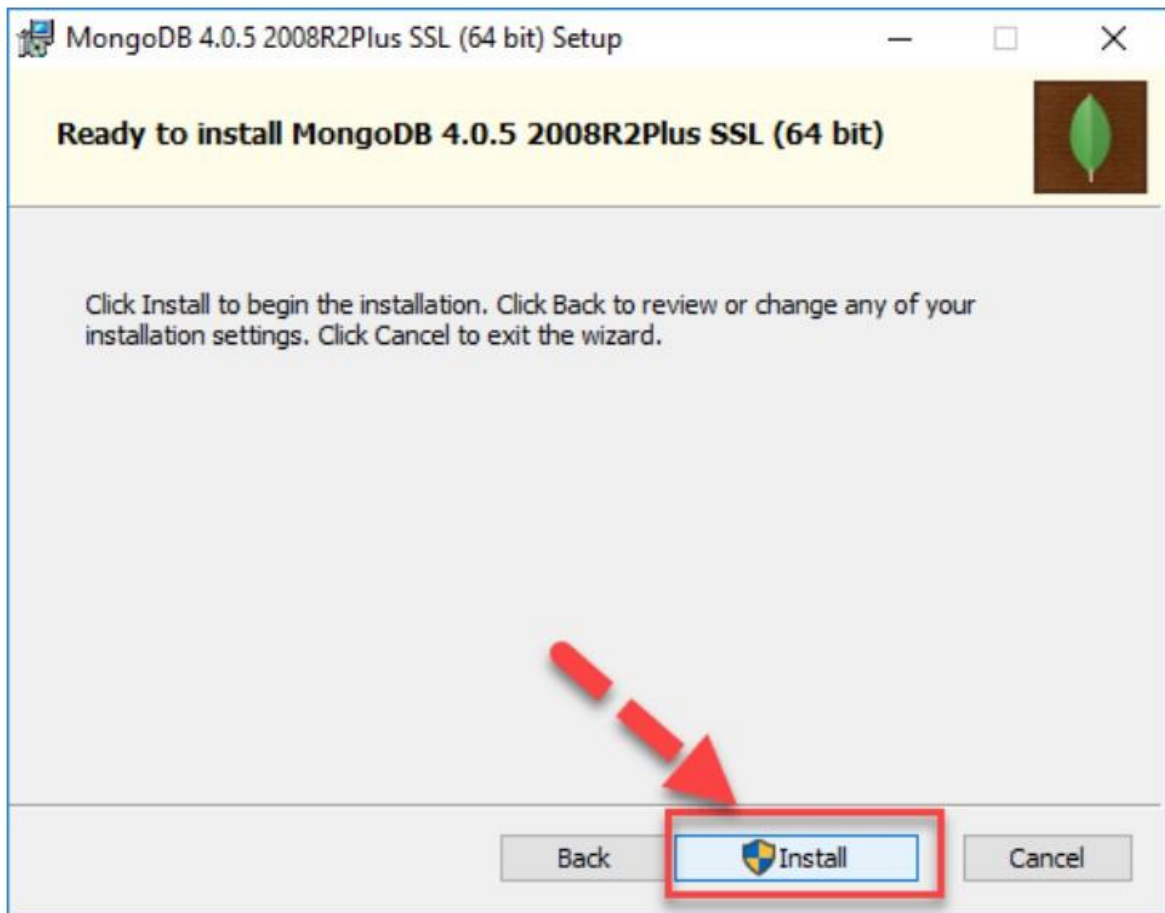 MongoDB 4.0.5 2008R2Plus SSL (64 bit) Setup
Ready to install MongoDB 4.0.5 2008R2Plus SSL (64 bit)
Click Install to begin the installation. Click Back to review or change any of your
installation settings. Click Cancel to exit the wizard.
Back
Install
Cancel